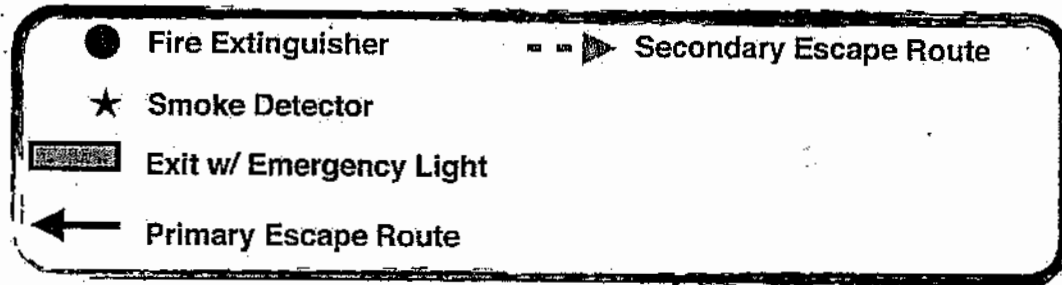 Fire Extinguisher
Secondary Escape Route
Smoke Detector
Exit w/ Emergency Light
Primary Escape Route